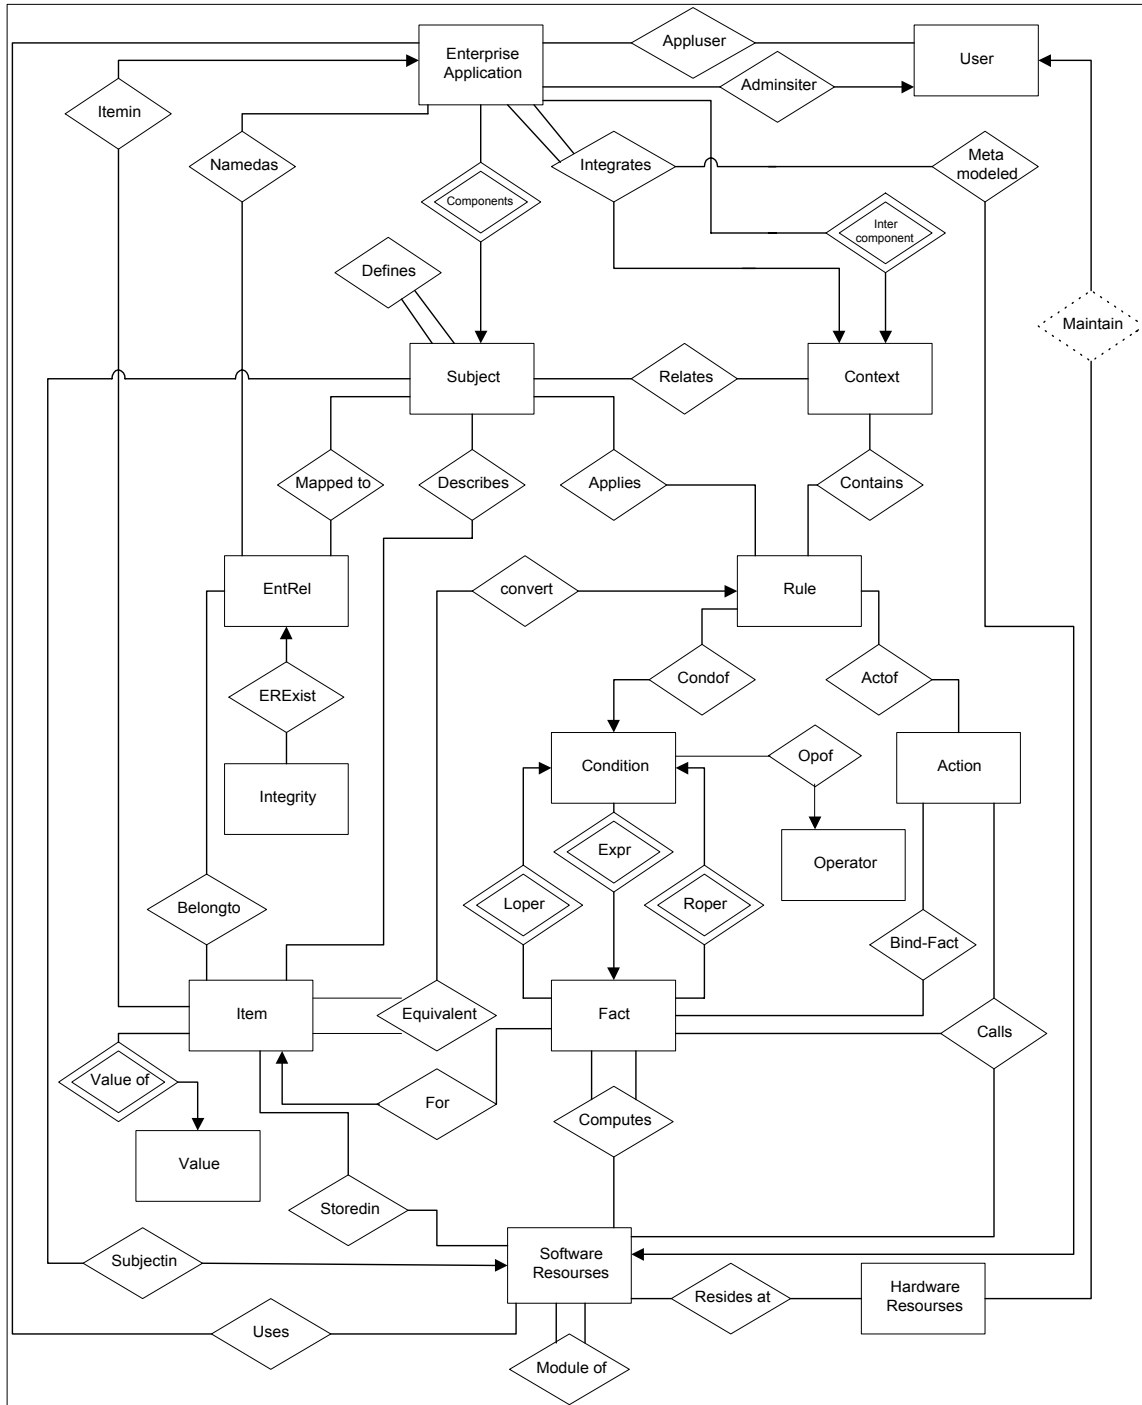 Enterprise
Application
Appluser
User
Adminsiter
Itemin
Namedas
Integrates
Meta
modeled
Components
Inter
component
Defines
Maintain
Subject
Relates
Context
Mapped to
Describes
Applies
Contains
EntRel
convert
Rule
ERExist
Condof
Actof
Integrity
Condition
Opof
Action
Expr
Operator
Loper
Roper
Belongto
Bind-Fact
Item
Equivalent
Fact
Calls
Value of
For
Computes
Value
Storedin
Subjectin
Software
Resourses
Resides at
Hardware
Resourses
Uses
Module of